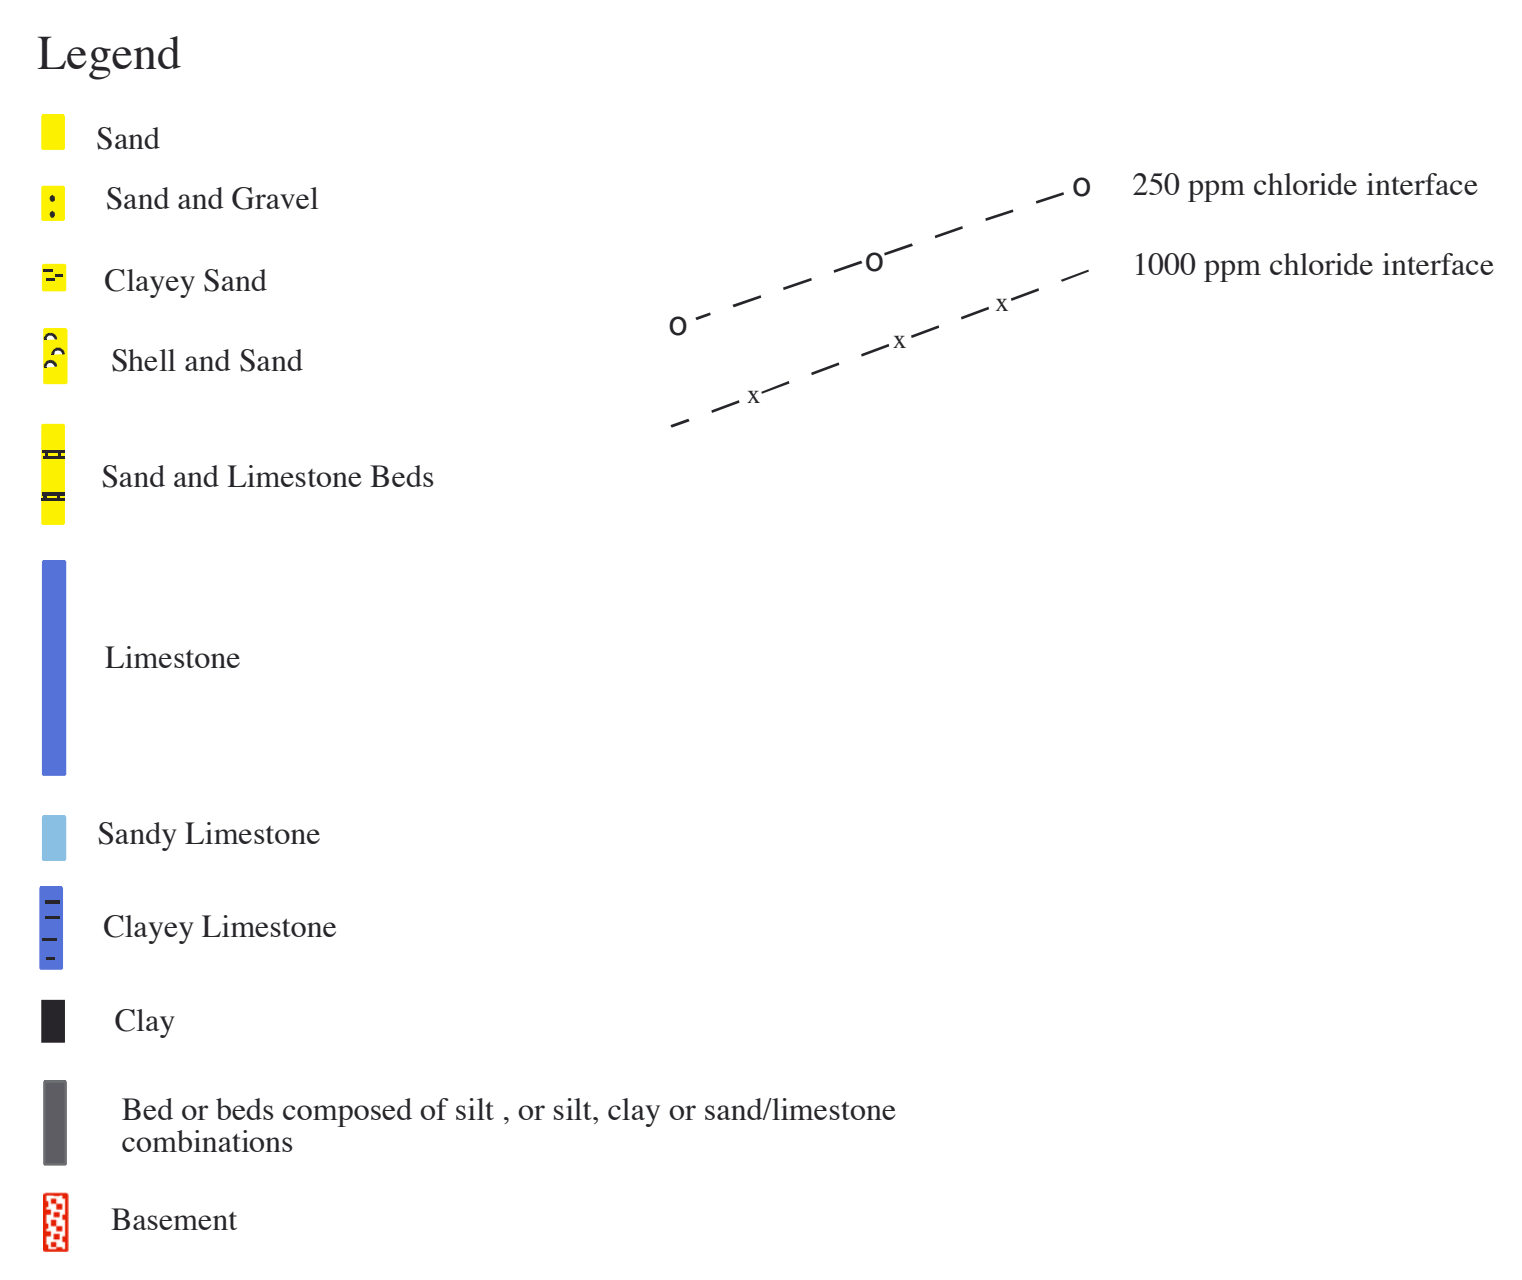 Legend
Sand
Sand and Gravel
Clayey Sand
Shell and Sand
Sand and Limestone Beds
Limestone
Sandy Limestone
Clayey Limestone
Clay
Bed or beds composed of silt , or silt, clay or sand/limestone
combinations
Basement
o
o
o
250 ppm chloride interface
x
x
x
1000 ppm chloride interface